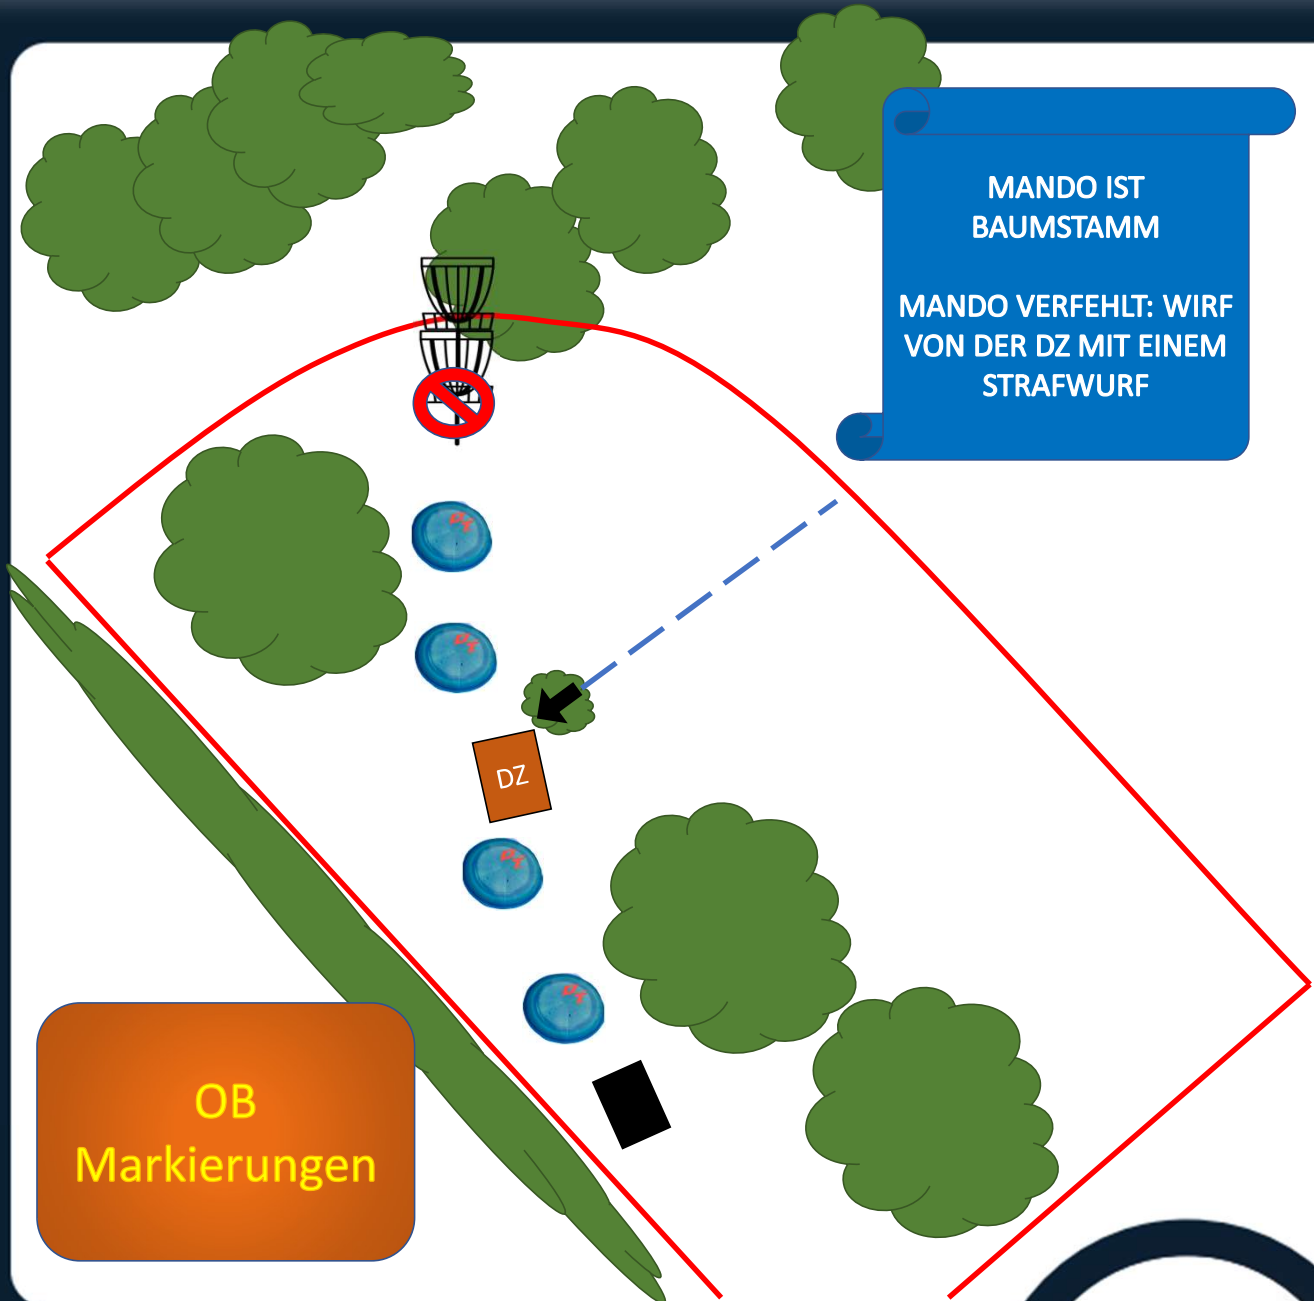 MANDO IST
BAUMSTAMM
MANDO VERFEHLT: WIRF
VON DER DZ MIT EINEM
STRAFWURF
DZ
OB
Markierungen